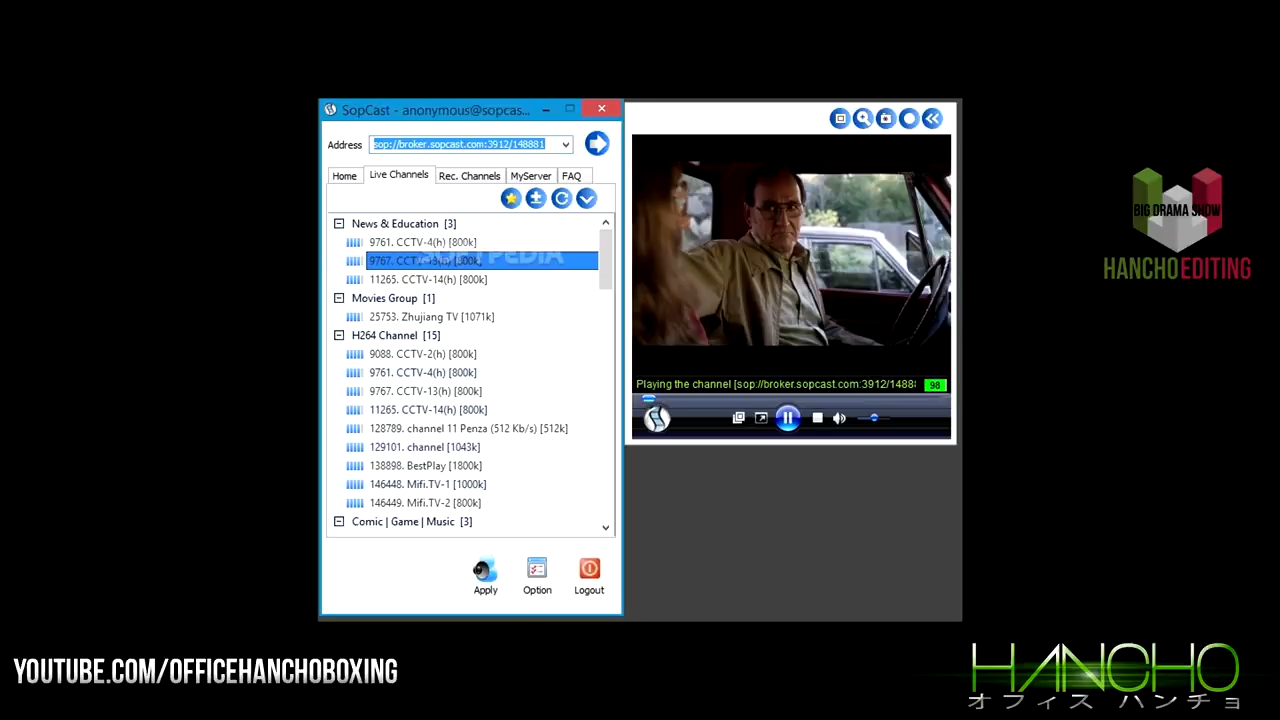 SopCast - anonymous@sopcas...
Address
sop://broker.sopcast.com:3912/148881
Home
Live Channels
Rec. Channels
MyServer
FAQ
News & Education [3]
9761. CCTV-4(h) [800k]
9767. CCTV-13(h) [800k]
SOFTPEDIA
11265. CCTV-14(h) [800k]
Movies Group [1]
25753. Zhujiang TV [1071k]
H264 Channel [15]
9088. CCTV-2(h) [800k]
9761. CCTV-4(h) [800k]
9767. CCTV-13(h) [800k]
11265. CCTV-14(h) [800k]
128789. channel 11 Penza (512 Kb/s) [512k]
129101. channel [1043k]
138898. BestPlay [1800k]
146448. Mifi.TV-1 [1000k]
146449. Mifi.TV-2 [800k]
Comic | Game | Music [3]
Apply
Option
Logout
Playing the channel [sop://broker.sopcast.com:3912/1488
98
BIG DRAMA SHOW
HANCHOEDITING
YOUTUBE.COM/OFFICEHANCHOBOXING
HANCHO
オフィス ハンチョ